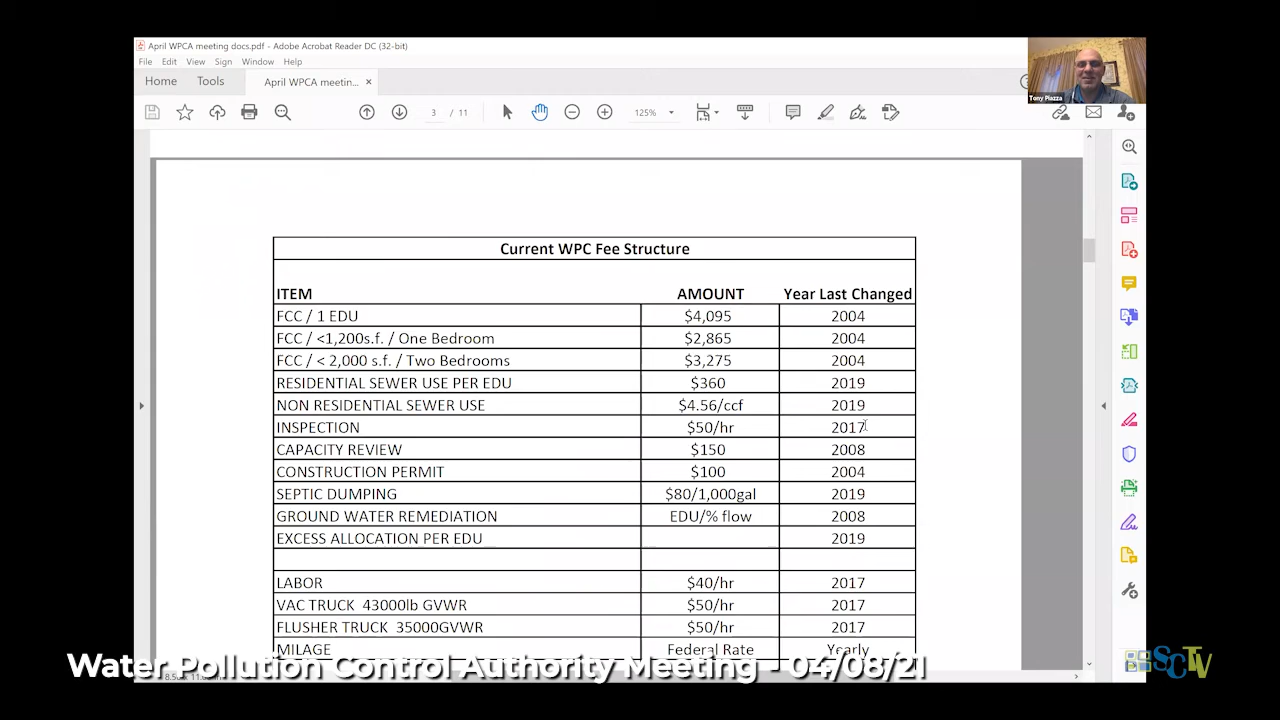 April WPCA meeting docs.pdf - Adobe Acrobat Reader DC (32-bit)
File Edit View Sign Window Help
Home Tools April WPCA meetin... ×
3 / 11 125%
Tony Piazza
Current WPC Fee Structure
ITEM AMOUNT Year Last Changed
FCC / 1 EDU $4,095 2004
FCC / <1,200s.f. / One Bedroom $2,865 2004
FCC / < 2,000 s.f. / Two Bedrooms $3,275 2004
RESIDENTIAL SEWER USE PER EDU $360 2019
NON RESIDENTIAL SEWER USE $4.56/ccf 2019
INSPECTION $50/hr 2017
CAPACITY REVIEW $150 2008
CONSTRUCTION PERMIT $100 2004
SEPTIC DUMPING $80/1,000gal 2019
GROUND WATER REMEDIATION EDU/% flow 2008
EXCESS ALLOCATION PER EDU 2019
LABOR $40/hr 2017
VAC TRUCK 43000lb GVWR $50/hr 2017
FLUSHER TRUCK 35000GVWR $50/hr 2017
MILAGE Federal Rate Yearly
Water Pollution Control Authority Meeting - 04/08/21
SCTV